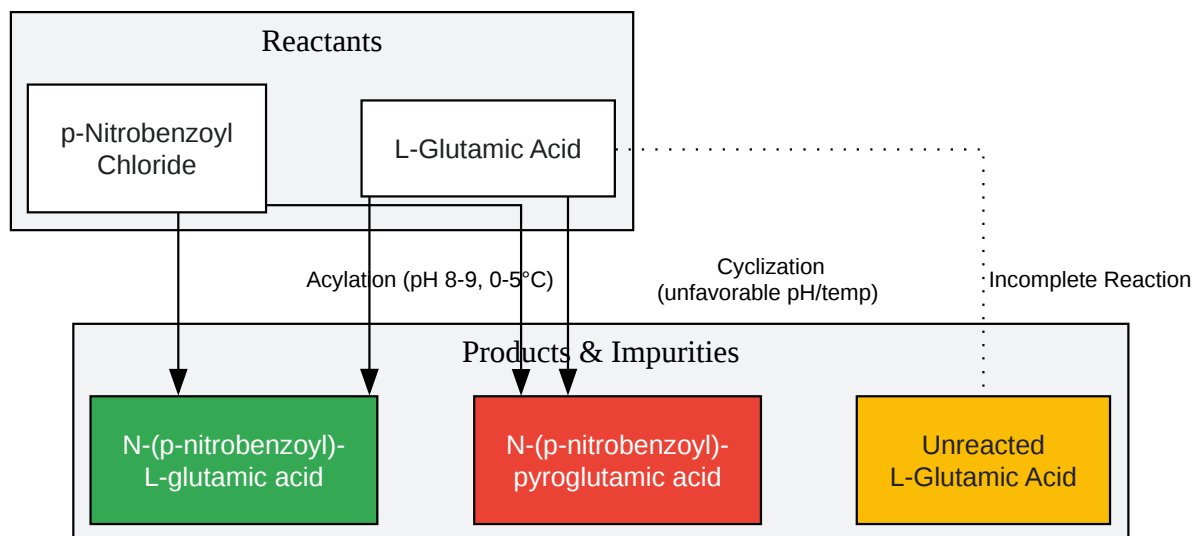 Reactants
p-Nitrobenzoyl
Chloride
L-Glutamic Acid
Acylation (pH 8-9, 0-5°C)
Cyclization
(unfavorable pH/temp)
Incomplete Reaction
Products & Impurities
N-(p-nitrobenzoyl)-
L-glutamic acid
N-(p-nitrobenzoyl)-
pyroglutamic acid
Unreacted
L-Glutamic Acid